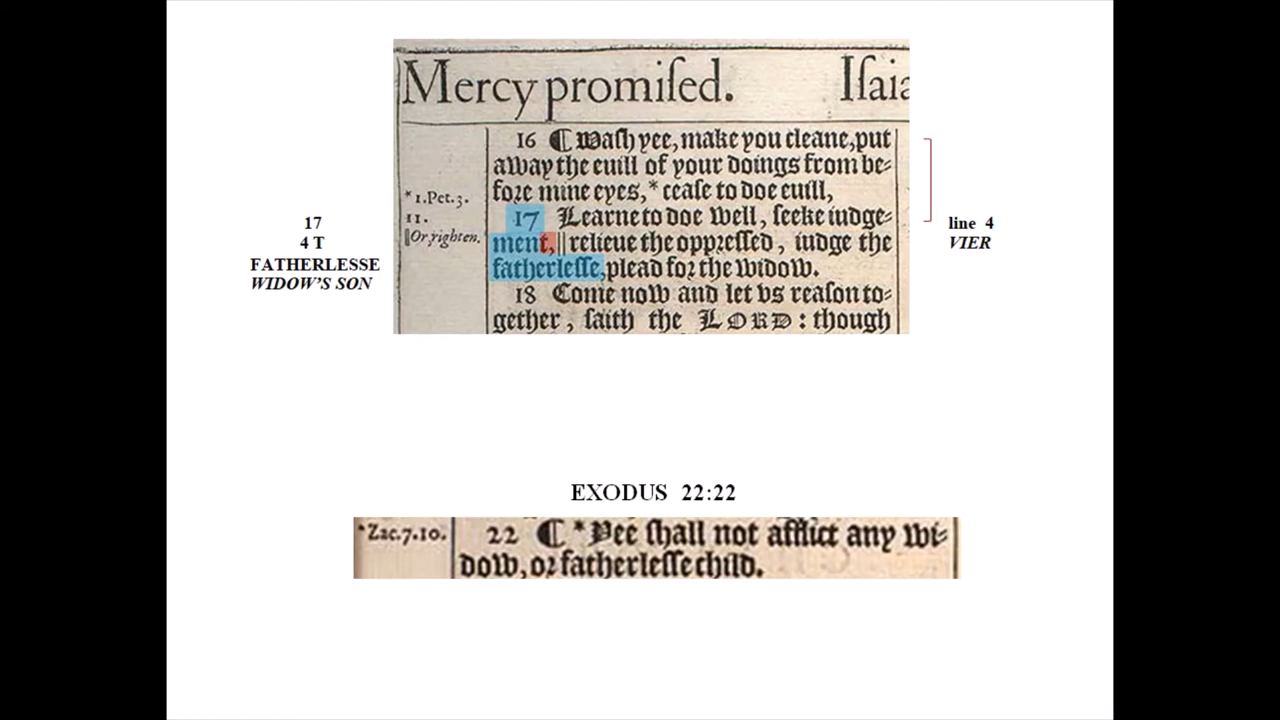 Mercy promiſed. Iſaia
16 ¶ Waſh yee, make you cleane, put
away the euill of your doings from be-
fore mine eyes, * ceaſe to doe euill,
17 Learne to doe well, ſeeke iudge-
ment, || relieue the oppreſſed, iudge the
fatherleſſe, plead for the widow.
18 Come now and let vs reaſon to-
gether, ſaith the LORD: though
* 1.Pet.3.
11.
|| Or, righten.
17
4 T
FATHERLESSE
WIDOW'S SON
line 4
VIER
EXODUS 22:22
*Zac.7.10.
22 ¶ * Yee ſhall not afflict any wi-
dow, or fatherleſſe child.